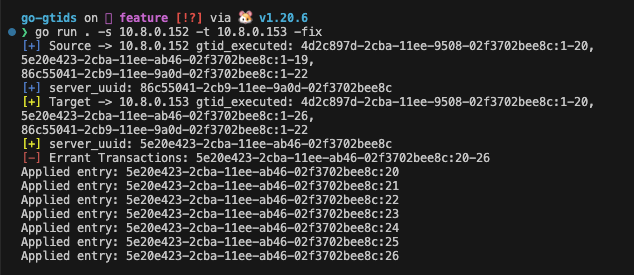 go-gtids on  feature [!?] via 🐹 v1.20.6
❯ go run . -s 10.8.0.152 -t 10.8.0.153 -fix
[+] Source -> 10.8.0.152 gtid_executed: 4d2c897d-2cba-11ee-9508-02f3702bee8c:1-20,
5e20e423-2cba-11ee-ab46-02f3702bee8c:1-19,
86c55041-2cb9-11ee-9a0d-02f3702bee8c:1-22
[+] server_uuid: 86c55041-2cb9-11ee-9a0d-02f3702bee8c
[+] Target -> 10.8.0.153 gtid_executed: 4d2c897d-2cba-11ee-9508-02f3702bee8c:1-20,
5e20e423-2cba-11ee-ab46-02f3702bee8c:1-26,
86c55041-2cb9-11ee-9a0d-02f3702bee8c:1-22
[+] server_uuid: 5e20e423-2cba-11ee-ab46-02f3702bee8c
[-] Errant Transactions: 5e20e423-2cba-11ee-ab46-02f3702bee8c:20-26
Applied entry: 5e20e423-2cba-11ee-ab46-02f3702bee8c:20
Applied entry: 5e20e423-2cba-11ee-ab46-02f3702bee8c:21
Applied entry: 5e20e423-2cba-11ee-ab46-02f3702bee8c:22
Applied entry: 5e20e423-2cba-11ee-ab46-02f3702bee8c:23
Applied entry: 5e20e423-2cba-11ee-ab46-02f3702bee8c:24
Applied entry: 5e20e423-2cba-11ee-ab46-02f3702bee8c:25
Applied entry: 5e20e423-2cba-11ee-ab46-02f3702bee8c:26